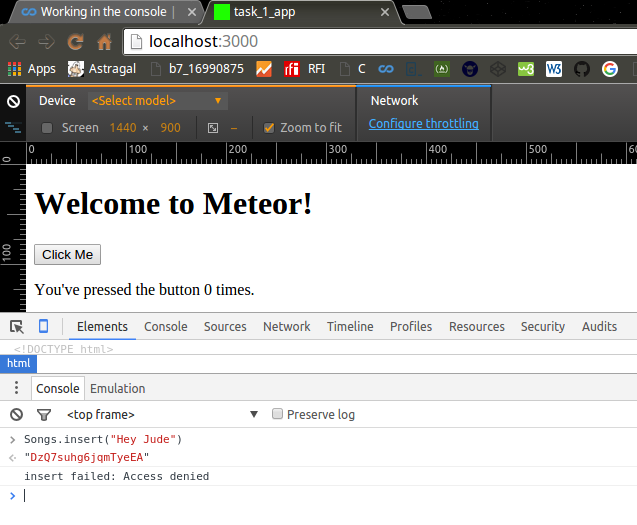 Working in the console |
task_1_app
localhost:3000
Apps Astragal b7_16990875 RFI C
Device <Select model> Network
Screen 1440 × 900 Zoom to fit Configure throttling
0 100 200 300 400 500 60
0
100
Welcome to Meteor!
Click Me
You've pressed the button 0 times.
Elements Console Sources Network Timeline Profiles Resources Security Audits
<!DOCTYPE html>
html
Console Emulation
<top frame> Preserve log
> Songs.insert("Hey Jude")
"DzQ7suhg6jqmTyeEA"
insert failed: Access denied
>